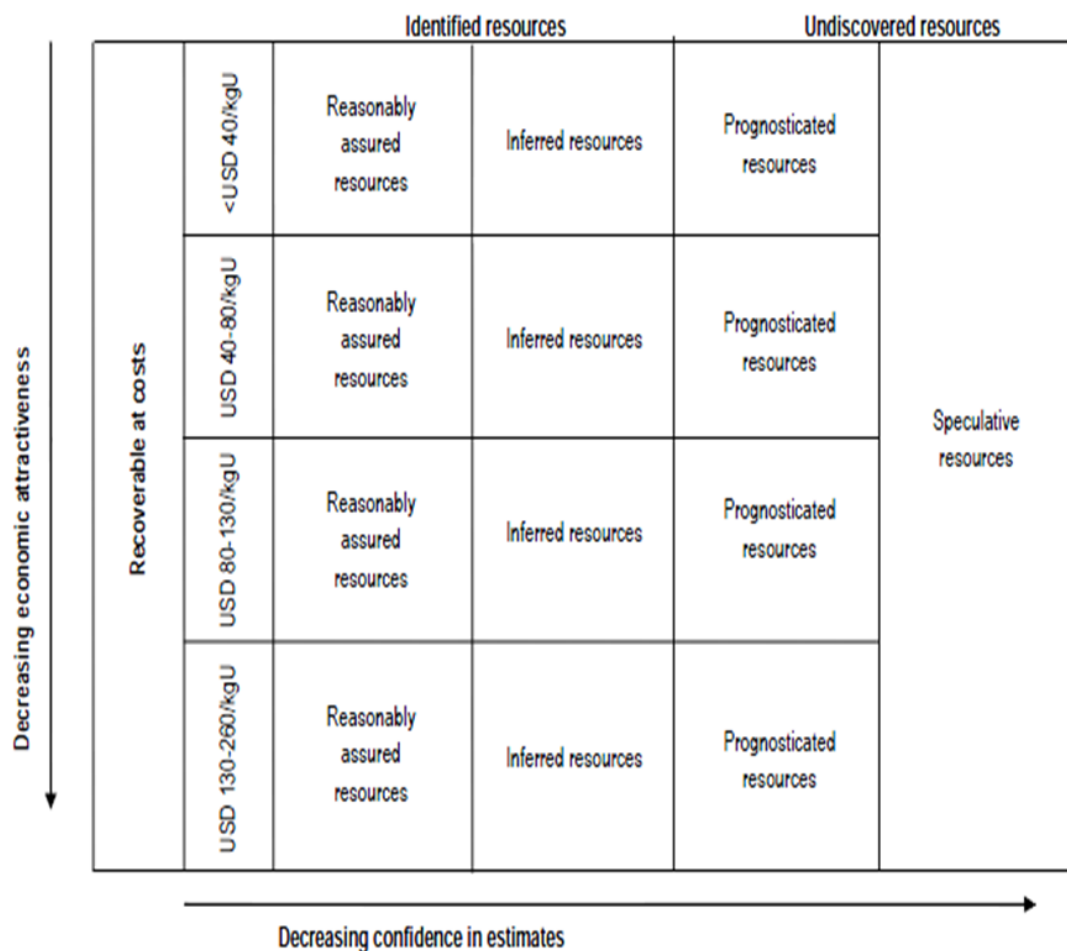 Identified resources
Undiscovered resources
Decreasing economic attractiveness
Recoverable at costs
<USD 40/kgU
Reasonably
assured
resources
Inferred resources
Prognosticated
resources
USD 40-80/kgU
Reasonably
assured
resources
Inferred resources
Prognosticated
resources
Speculative
resources
USD 80-130/kgU
Reasonably
assured
resources
Inferred resources
Prognosticated
resources
USD 130-260/kgU
Reasonably
assured
resources
Inferred resources
Prognosticated
resources
Decreasing confidence in estimates